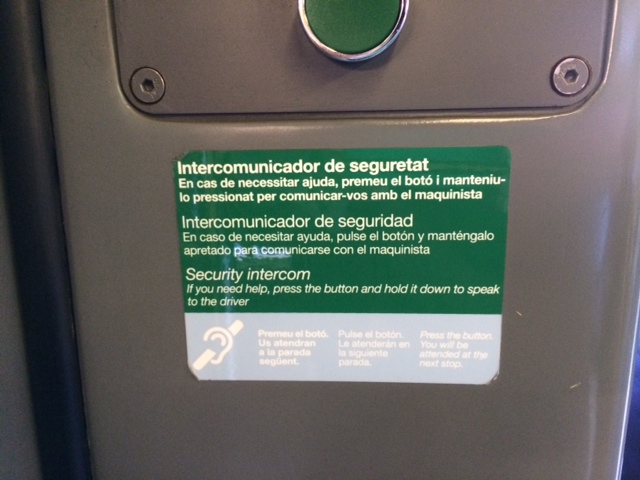 Intercomunicador de seguretat
En cas de necessitar ajuda, premeu el botó i manteniu-
lo pressionat per comunicar-vos amb el maquinista
Intercomunicador de seguridad
En caso de necesitar ayuda, pulse el botón y manténgalo
apretado para comunicarse con el maquinista
Security intercom
If you need help, press the button and hold it down to speak
to the driver
Premeu el botó.
Us atendran
a la parada
següent.
Pulse el botón.
Le atenderán en
la siguiente
parada.
Press the button.
You will be
attended at the
next stop.